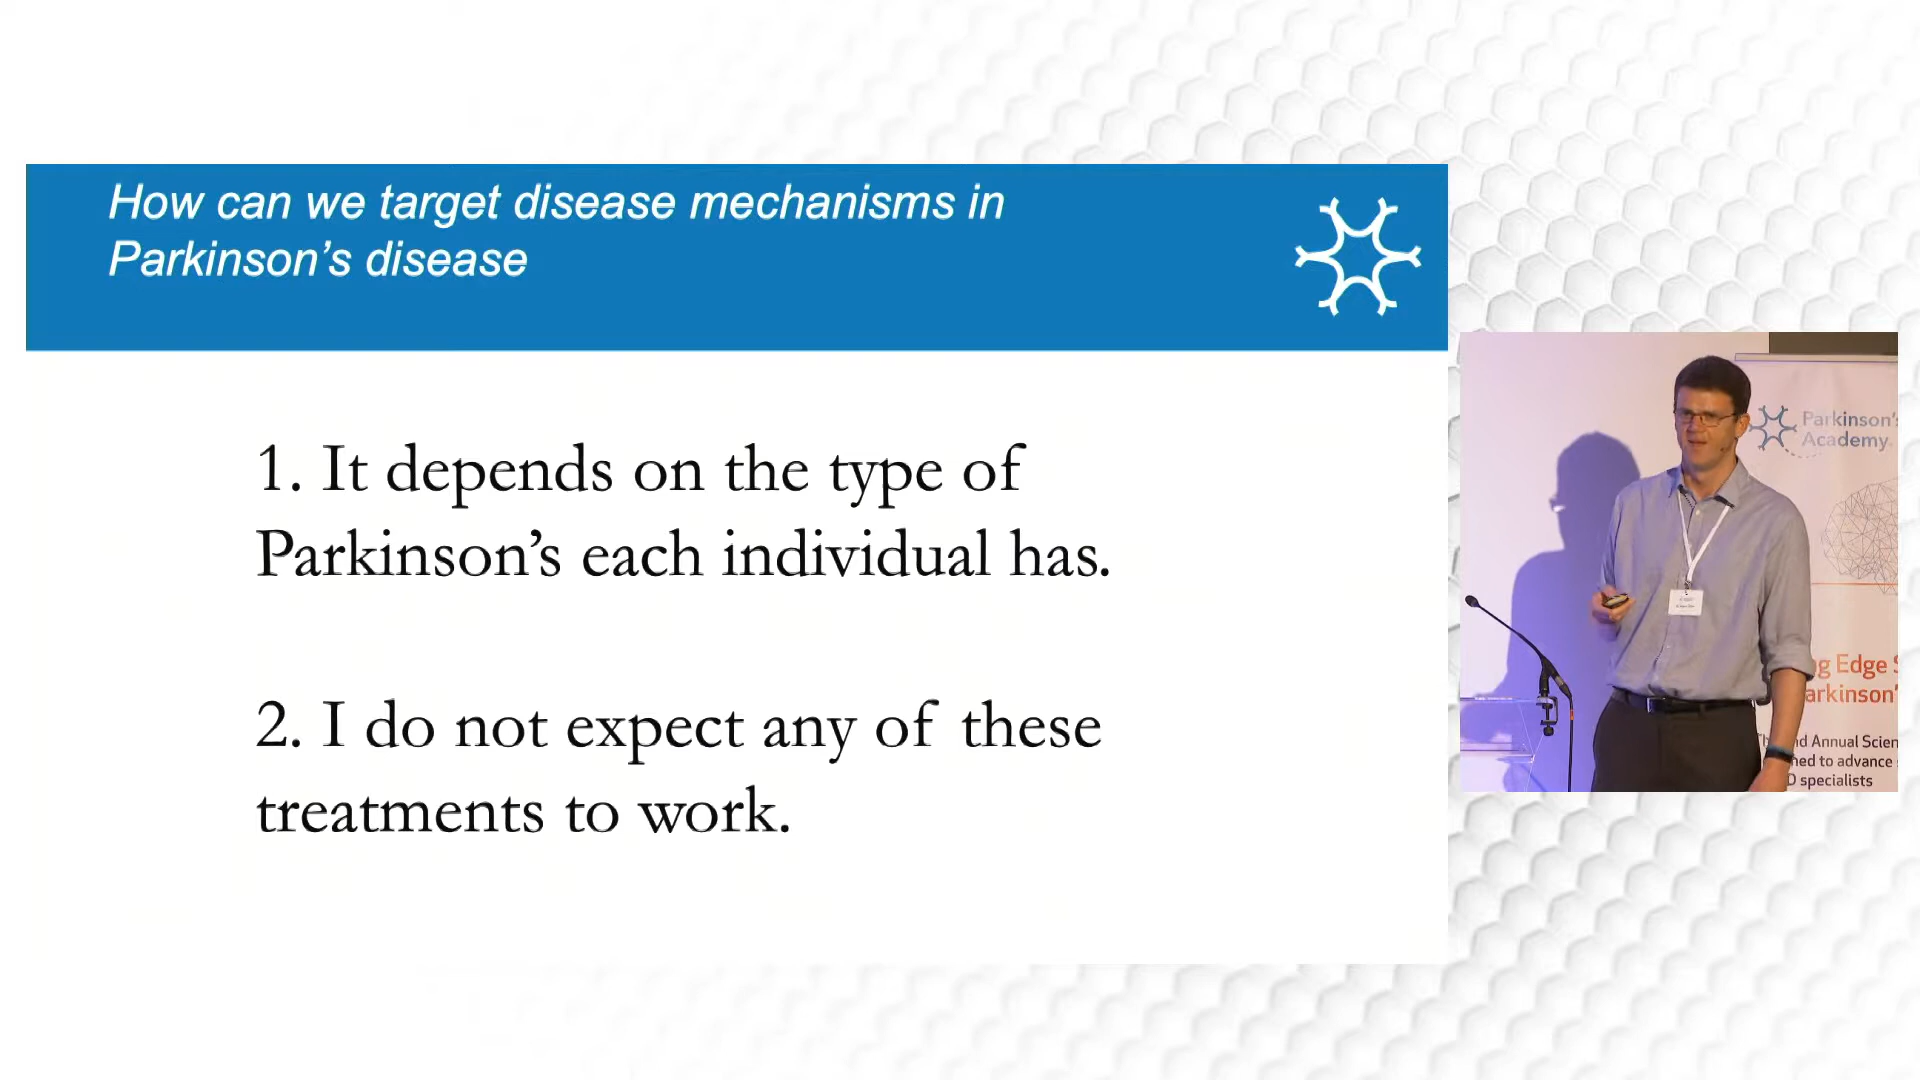 How can we target disease mechanisms in
Parkinson’s disease
1. It depends on the type of
Parkinson’s each individual has.
2. I do not expect any of these
treatments to work.
Parkinson's
Academy
Edge
arkinson'
nd Annual Scien
ned to advance
D specialists